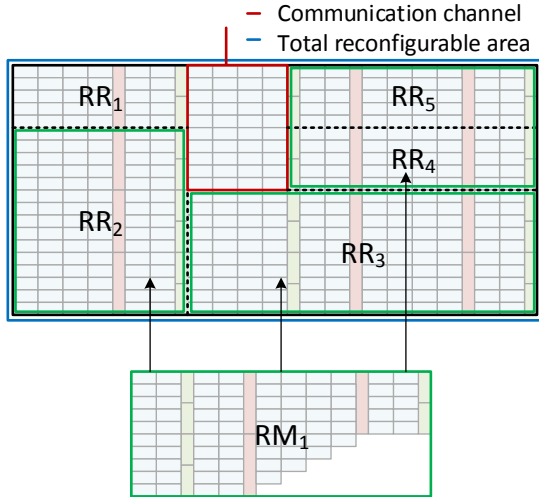 – Communication channel
– Total reconfigurable area
RR₁
RR₅
RR₄
RR₂
RR₃
RM₁